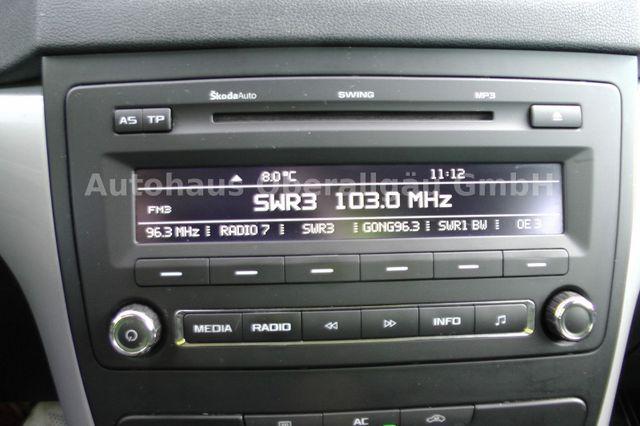 ŠkodaAuto SWING MP3
AS TP
8.0°C 11:12
Autohaus Oberallgäu GmbH
SWR3 103.0 MHz
FM3
96.3 MHz RADIO 7 SWR3 GONG96.3 SWR1 BW OE 3
MEDIA RADIO INFO
AC